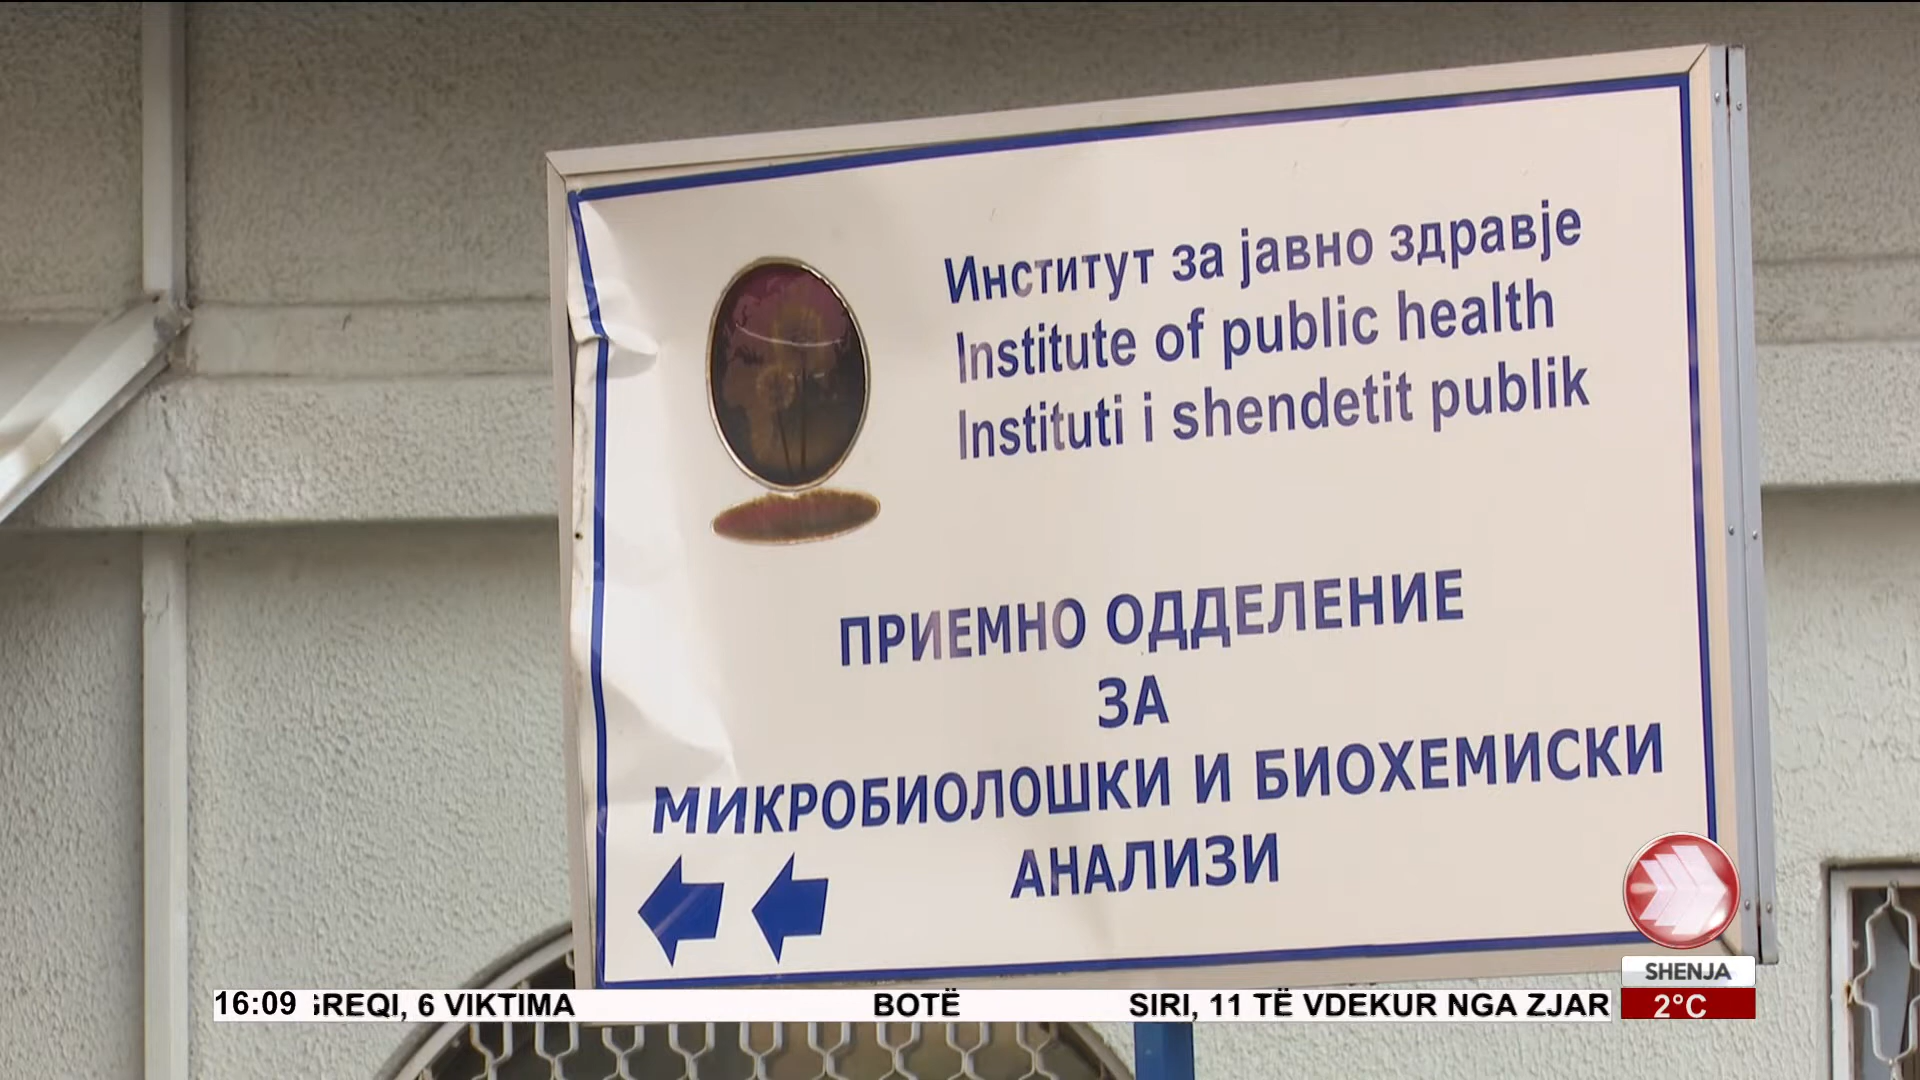 Институт за јавно здравје
Institute of public health
Instituti i shendetit publik
ПРИЕМНО ОДДЕЛЕНИЕ
ЗА
МИКРОБИОЛОШКИ И БИОХЕМИСКИ
АНАЛИЗИ
SHENJA
16:09 GREQI, 6 VIKTIMA BOTË SIRI, 11 TË VDEKUR NGA ZJAR
2°C